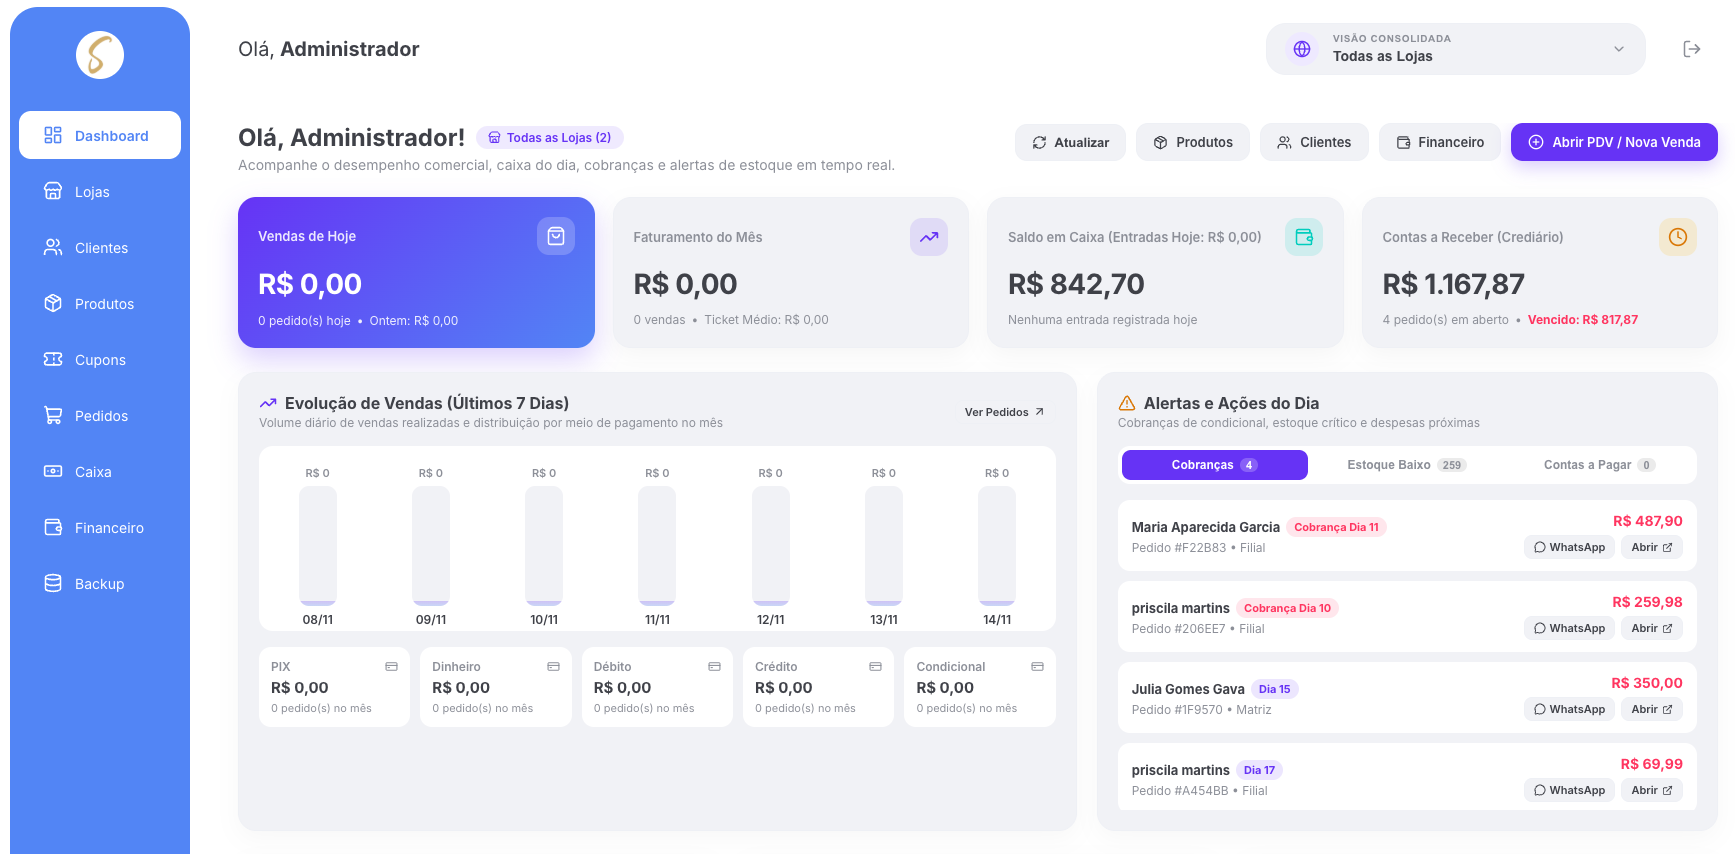 Olá, Administrador
VISÃO CONSOLIDADA
Todas as Lojas
Dashboard
Lojas
Clientes
Produtos
Cupons
Pedidos
Caixa
Financeiro
Backup
Olá, Administrador!
Todas as Lojas (2)
Acompanhe o desempenho comercial, caixa do dia, cobranças e alertas de estoque em tempo real.
Atualizar
Produtos
Clientes
Financeiro
Abrir PDV / Nova Venda
Vendas de Hoje
R$ 0,00
0 pedido(s) hoje • Ontem: R$ 0,00
Faturamento do Mês
R$ 0,00
0 vendas • Ticket Médio: R$ 0,00
Saldo em Caixa (Entradas Hoje: R$ 0,00)
R$ 842,70
Nenhuma entrada registrada hoje
Contas a Receber (Crediário)
R$ 1.167,87
4 pedido(s) em aberto • Vencido: R$ 817,87
Evolução de Vendas (Últimos 7 Dias)
Volume diário de vendas realizadas e distribuição por meio de pagamento no mês
Ver Pedidos
R$ 0 R$ 0 R$ 0 R$ 0 R$ 0 R$ 0 R$ 0
08/11 09/11 10/11 11/11 12/11 13/11 14/11
PIX
R$ 0,00
0 pedido(s) no mês
Dinheiro
R$ 0,00
0 pedido(s) no mês
Débito
R$ 0,00
0 pedido(s) no mês
Crédito
R$ 0,00
0 pedido(s) no mês
Condicional
R$ 0,00
0 pedido(s) no mês
Alertas e Ações do Dia
Cobranças de condicional, estoque crítico e despesas próximas
Cobranças 4
Estoque Baixo 259
Contas a Pagar 0
Maria Aparecida Garcia Cobrança Dia 11
Pedido #F22B83 • Filial
R$ 487,90
WhatsApp Abrir
priscila martins Cobrança Dia 10
Pedido #206EE7 • Filial
R$ 259,98
WhatsApp Abrir
Julia Gomes Gava Dia 15
Pedido #1F9570 • Matriz
R$ 350,00
WhatsApp Abrir
priscila martins Dia 17
Pedido #A454BB • Filial
R$ 69,99
WhatsApp Abrir